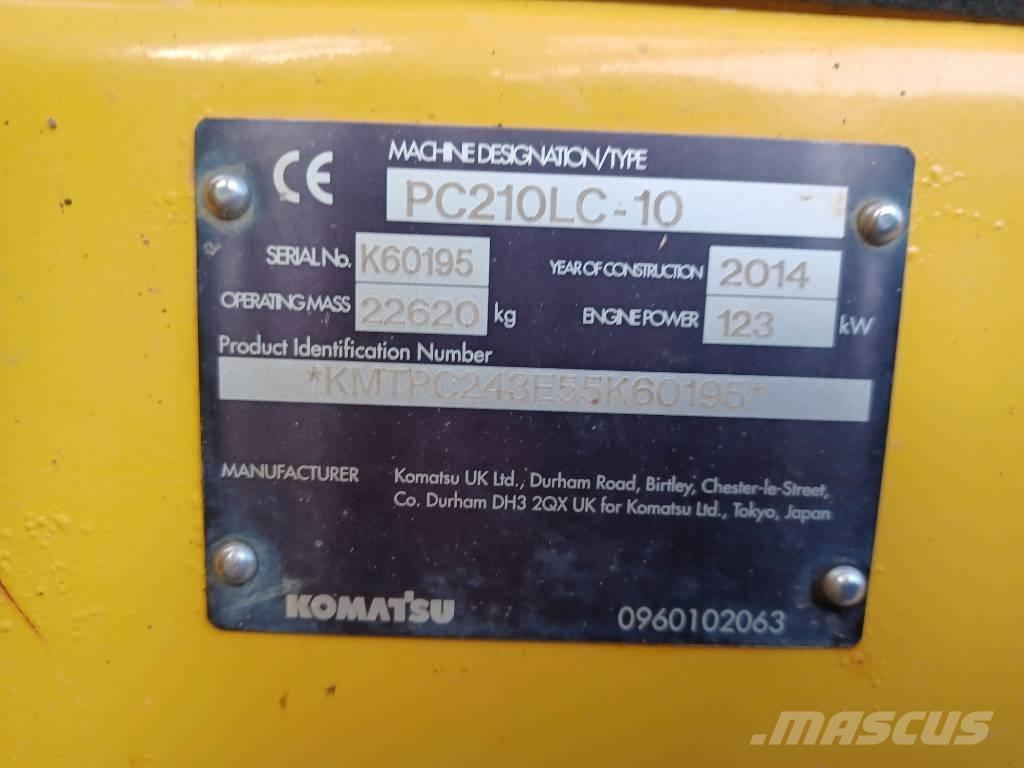 CE
MACHINE DESIGNATION/TYPE
PC210LC-10
SERIAL No. K60195 YEAR OF CONSTRUCTION 2014
OPERATING MASS 22620 kg ENGINE POWER 123 kW
Product Identification Number
*KMTPC243E55K60195*
MANUFACTURER Komatsu UK Ltd., Durham Road, Birtley, Chester-le-Street,
Co. Durham DH3 2QX UK for Komatsu Ltd., Tokyo, Japan
KOMATSU 0960102063
MASCUS